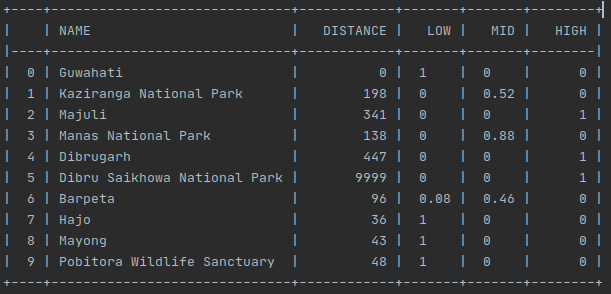 +----+------------------------------+------------+-------+-------+--------+
|    | NAME                         |   DISTANCE |   LOW |   MID |   HIGH |
|----+------------------------------+------------+-------+-------+--------|
|  0 | Guwahati                     |          0 |  1    |  0    |      0 |
|  1 | Kaziranga National Park      |        198 |  0    |  0.52 |      0 |
|  2 | Majuli                       |        341 |  0    |  0    |      1 |
|  3 | Manas National Park          |        138 |  0    |  0.88 |      0 |
|  4 | Dibrugarh                    |        447 |  0    |  0    |      1 |
|  5 | Dibru Saikhowa National Park |       9999 |  0    |  0    |      1 |
|  6 | Barpeta                      |         96 |  0.08 |  0.46 |      0 |
|  7 | Hajo                         |         36 |  1    |  0    |      0 |
|  8 | Mayong                       |         43 |  1    |  0    |      0 |
|  9 | Pobitora Wildlife Sanctuary  |         48 |  1    |  0    |      0 |
+----+------------------------------+------------+-------+-------+--------+